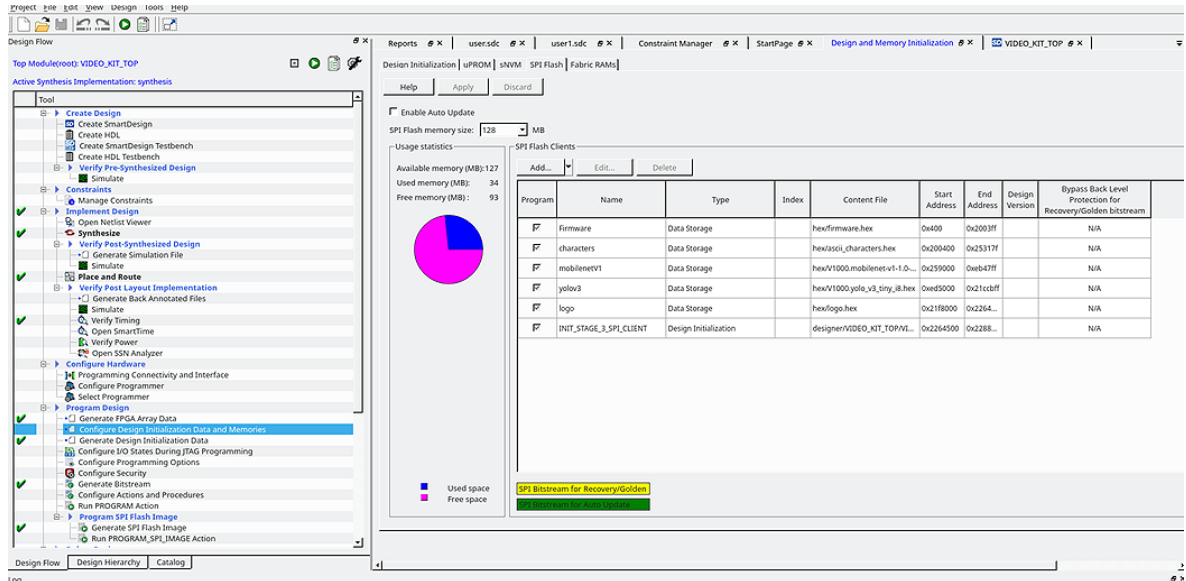 Project File Edit View Design Tools Help
Design Flow
Top Module(root): VIDEO_KIT_TOP
Active Synthesis Implementation: synthesis
Tool
Create Design
Create SmartDesign
Create HDL
Create SmartDesign Testbench
Create HDL Testbench
Verify Pre-Synthesized Design
Simulate
Constraints
Manage Constraints
Implement Design
Open Netlist Viewer
Synthesize
Verify Post-Synthesized Design
Generate Simulation File
Simulate
Place and Route
Verify Post Layout Implementation
Generate Back Annotated Files
Simulate
Verify Timing
Open SmartTime
Verify Power
Open SSN Analyzer
Configure Hardware
Programming Connectivity and Interface
Configure Programmer
Select Programmer
Program Design
Generate FPGA Array Data
Configure Design Initialization Data and Memories
Generate Design Initialization Data
Configure I/O States During JTAG Programming
Configure Programming Options
Configure Security
Generate Bitstream
Configure Actions and Procedures
Run PROGRAM Action
Program SPI Flash Image
Generate SPI Flash Image
Run PROGRAM_SPI_IMAGE Action
Design Flow Design Hierarchy Catalog
Log
Reports user.sdc user1.sdc Constraint Manager StartPage Design and Memory Initialization VIDEO_KIT_TOP
Design Initialization uPROM sNVM SPI Flash Fabric RAMs
Help Apply Discard
Enable Auto Update
SPI Flash memory size: 128 MB
Usage statistics
Available memory (MB): 127
Used memory (MB): 34
Free memory (MB) : 93
Used space
Free space
SPI Flash Clients
Add... Edit... Delete
Program Name Type Index Content File Start Address End Address Design Version Bypass Back Level Protection for Recovery/Golden bitstream
Firmware Data Storage hex/firmware.hex 0x400 0x2003ff N/A
characters Data Storage hex/ascii_characters.hex 0x200400 0x25317f N/A
mobilenetV1 Data Storage hex/V1000.mobilenet-v1-1.0-... 0x259000 0xeb47ff N/A
yolov3 Data Storage hex/V1000.yolo_v3_tiny_i8.hex 0xed5000 0x21ccbff N/A
logo Data Storage hex/logo.hex 0x21f8000 0x2264... N/A
INIT_STAGE_3_SPI_CLIENT Design Initialization designer/VIDEO_KIT_TOP/VI... 0x2264500 0x2288... N/A
SPI Bitstream for Recovery/Golden
SPI Bitstream for Auto Update